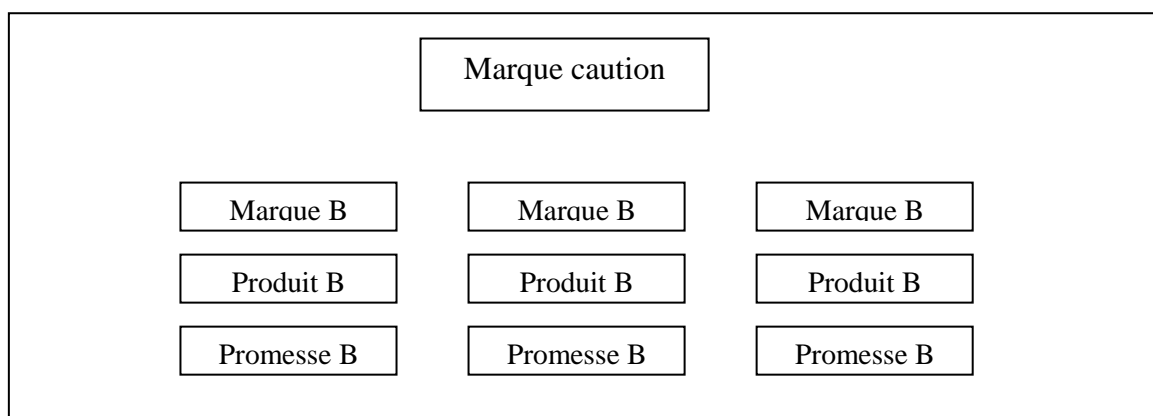 Marque caution
Marque B Marque B Marque B
Produit B Produit B Produit B
Promesse B Promesse B Promesse B